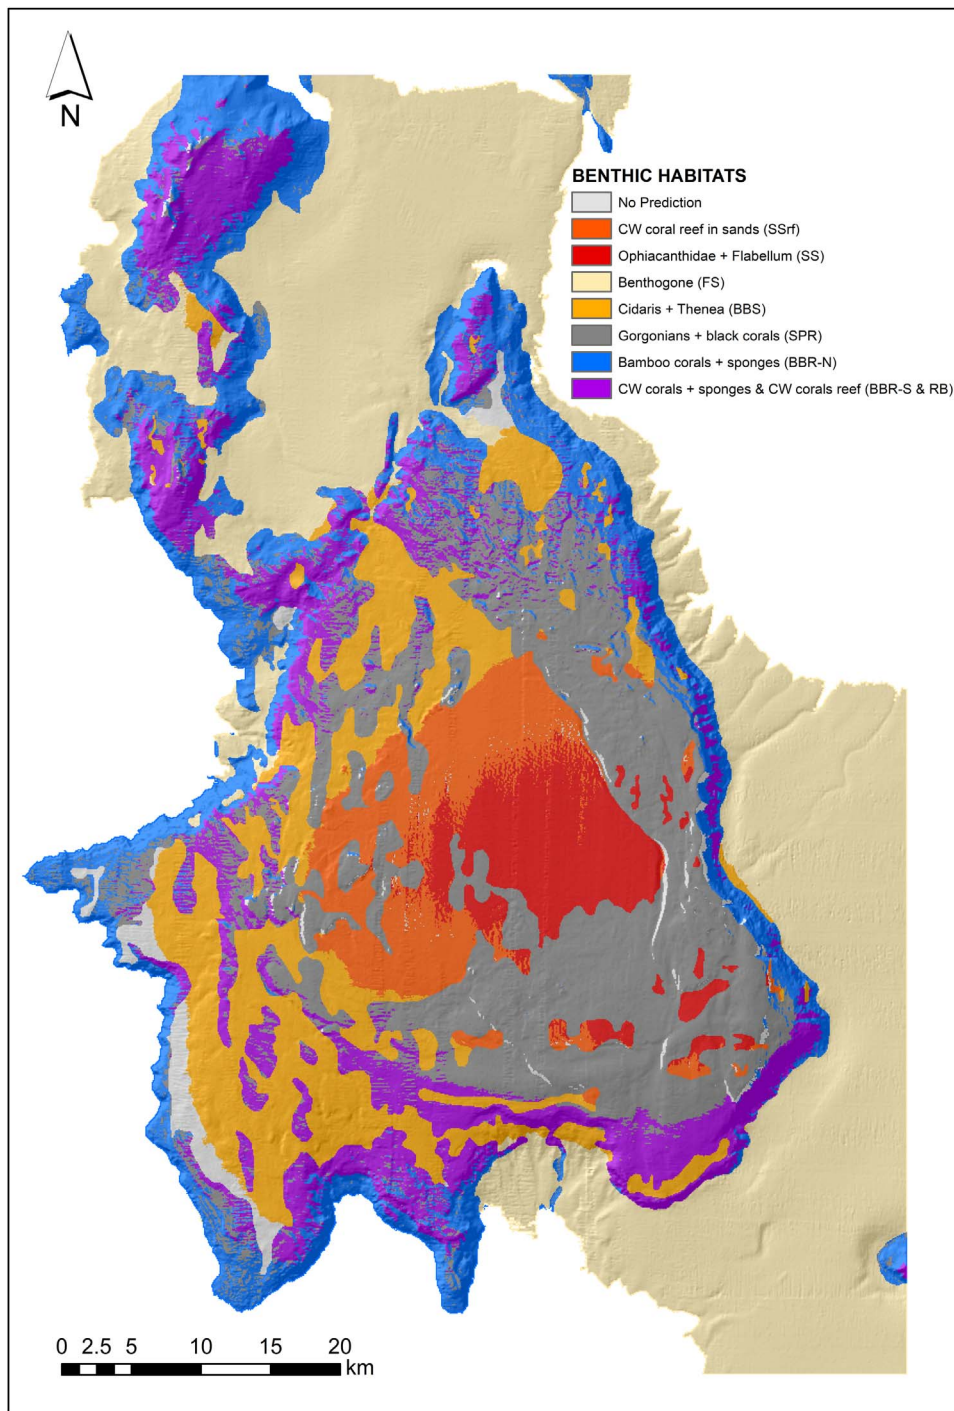 N
BENTHIC HABITATS
No Prediction
CW coral reef in sands (SSrf)
Ophiacanthidae + Flabellum (SS)
Benthogone (FS)
Cidaris + Thenea (BBS)
Gorgonians + black corals (SPR)
Bamboo corals + sponges (BBR-N)
CW corals + sponges & CW corals reef (BBR-S & RB)
0 2.5 5 10 15 20
km